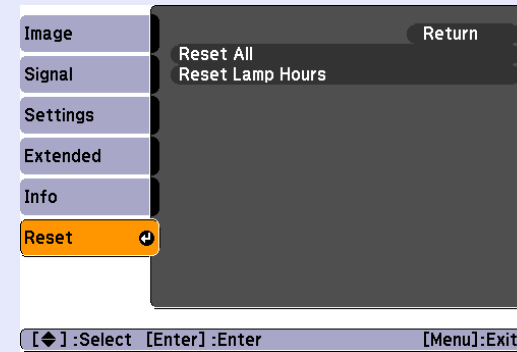 Image
Signal
Settings
Extended
Info
Reset
Return
Reset All
Reset Lamp Hours
[◆] :Select [Enter] :Enter [Menu]:Exit